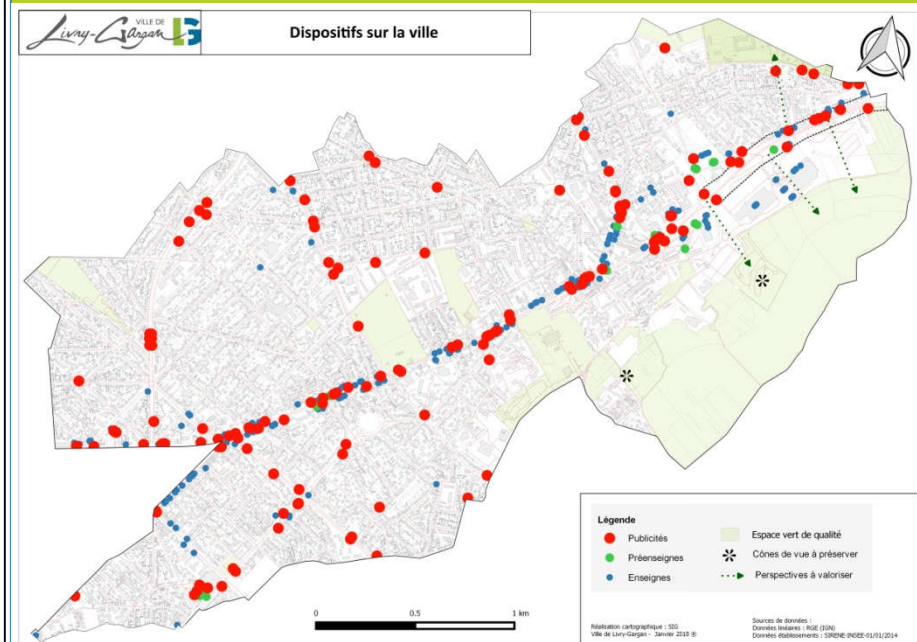 Livry-Gargan
VILLE DE
LG
Dispositifs sur la ville
Légende
Publicités
Préenseignes
Enseignes
Espace vert de qualité
Cônes de vue à préserver
Perspectives à valoriser
0
0.5
1 km
Réalisation cartographique : SIG
Ville de Livry-Gargan - Janvier 2018 ®
Sources de données :
Données linéaires : RGE (IGN)
Données établissements : SIRENE-INSEE-01/01/2014